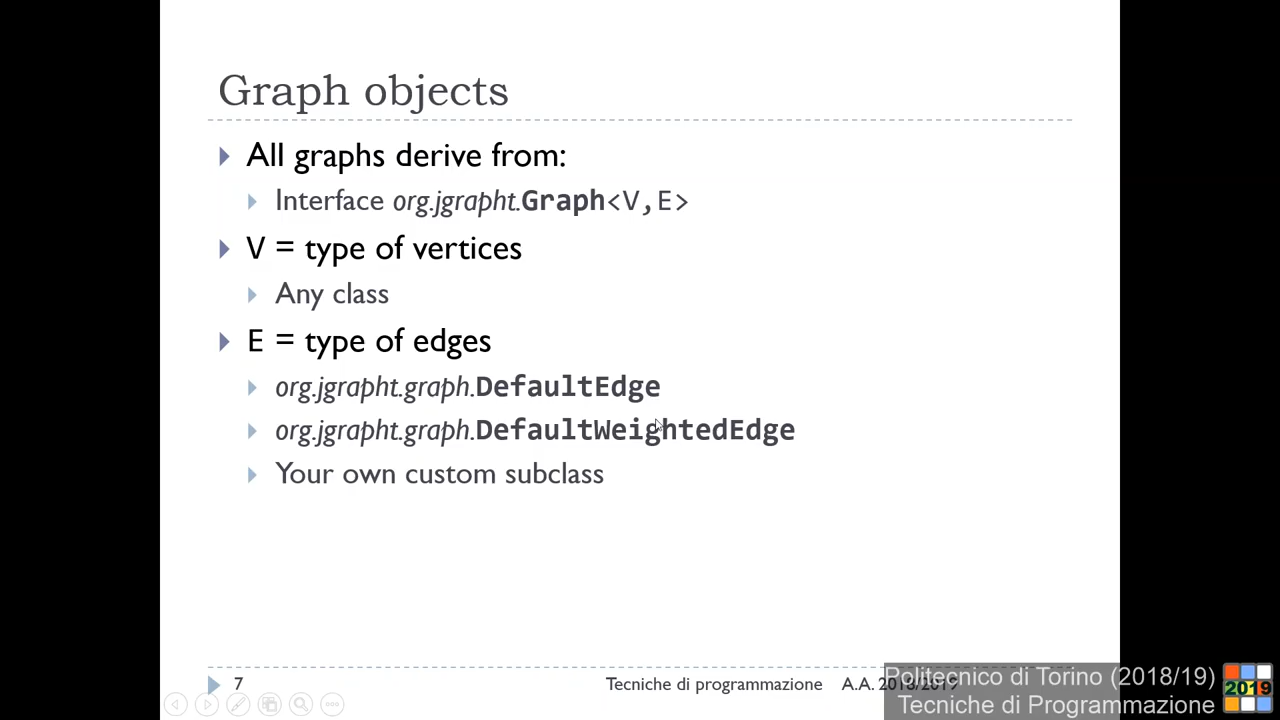 Graph objects
All graphs derive from:
Interface org.jgrapht.Graph<V,E>
V = type of vertices
Any class
E = type of edges
org.jgrapht.graph.DefaultEdge
org.jgrapht.graph.DefaultWeightedEdge
Your own custom subclass
7
Tecniche di programmazione A.A. 2018/2019
Politecnico di Torino (2018/19)
Tecniche di Programmazione
2019